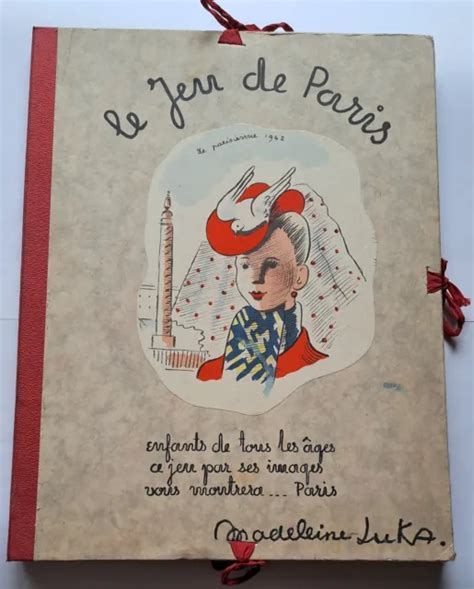 le Jeu de Paris
la parisienne 1942
enfants de tous les âges
ce jeu par ses images
vous montrera ... Paris
Madeleine Luka.